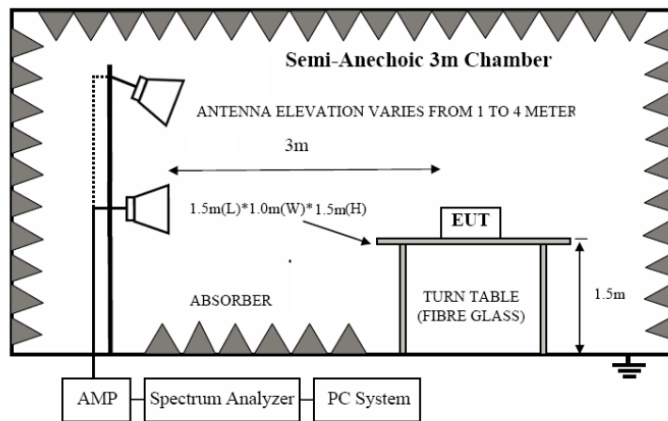 Semi-Anechoic 3m Chamber
ANTENNA ELEVATION VARIES FROM 1 TO 4 METER
3m
1.5m(L)*1.0m(W)*1.5m(H)
EUT
ABSORBER
TURN TABLE
(FIBRE GLASS)
1.5m
AMP
Spectrum Analyzer
PC System